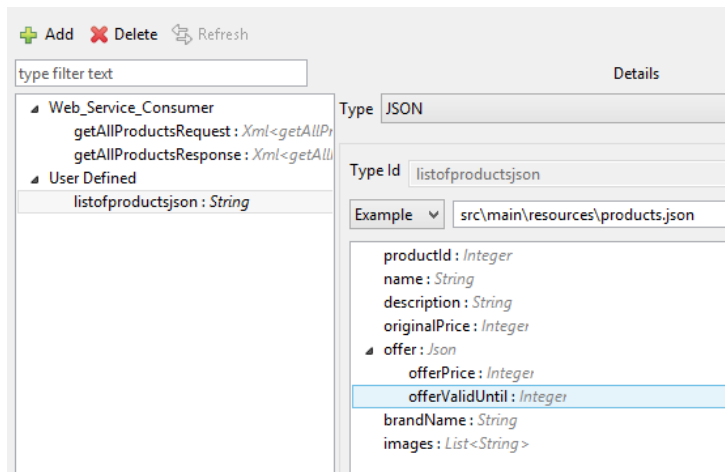 Add Delete Refresh
type filter text
Details
Web_Service_Consumer
getAllProductsRequest : Xml<getAllPr
getAllProductsResponse : Xml<getAll
User Defined
listofproductsjson : String
Type JSON
Type Id listofproductsjson
Example src\main\resources\products.json
productId : Integer
name : String
description : String
originalPrice : Integer
offer : Json
offerPrice : Integer
offerValidUntil : Integer
brandName : String
images : List<String>